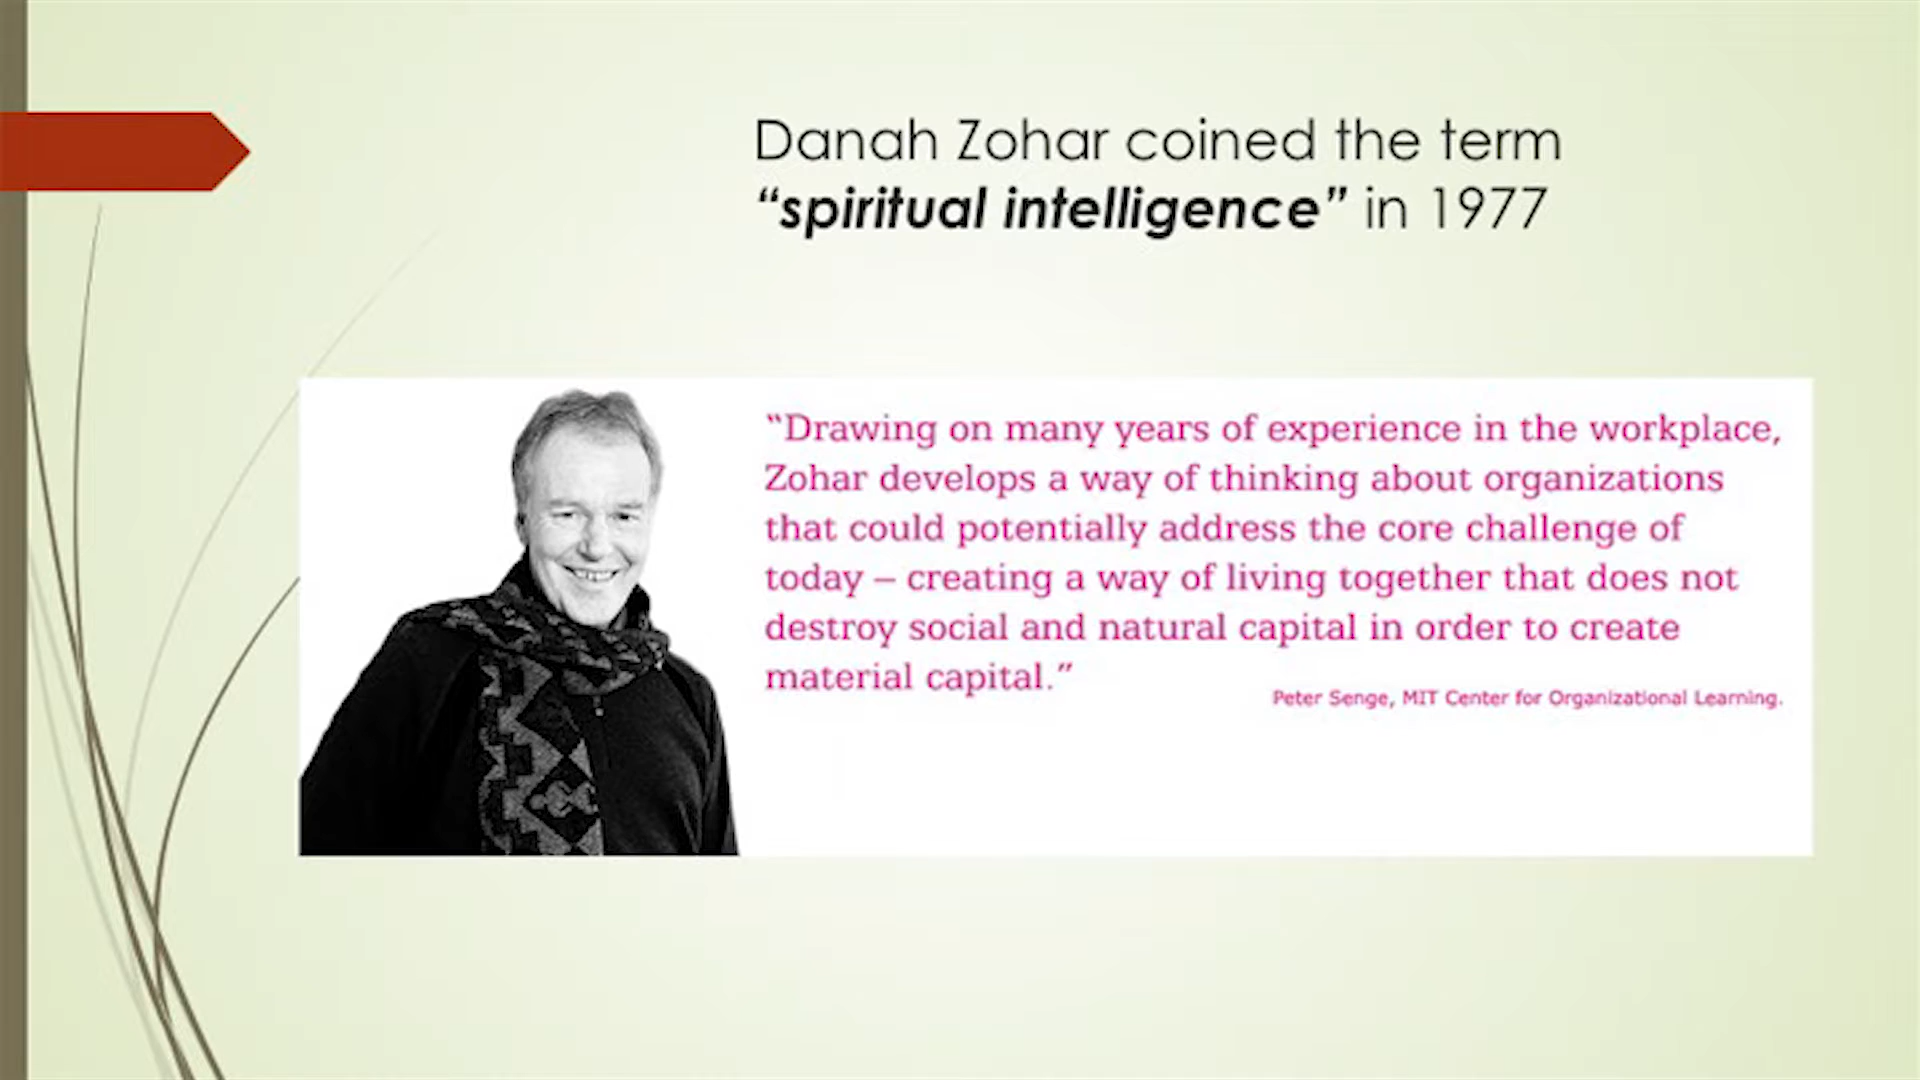 Danah Zohar coined the term
“spiritual intelligence” in 1977
“Drawing on many years of experience in the workplace,
Zohar develops a way of thinking about organizations
that could potentially address the core challenge of
today – creating a way of living together that does not
destroy social and natural capital in order to create
material capital.”
Peter Senge, MIT Center for Organizational Learning.